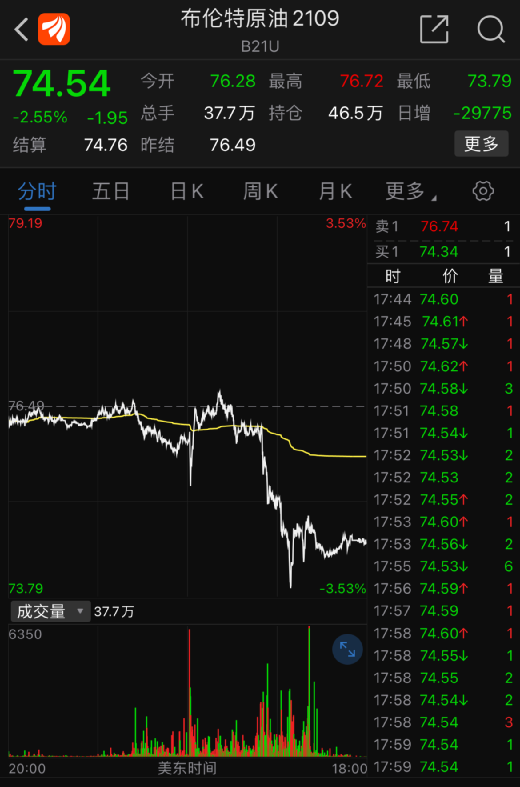 布伦特原油2109
B21U
74.54
今开 76.28 最高 76.72 最低 73.79
-2.55% -1.95 总手 37.7万 持仓 46.5万 日增 -29775
结算 74.76 昨结 76.49 更多
分时 五日 日K 周K 月K 更多
79.19 3.53%
卖1 76.74 1
买1 74.34 1
时 价 量
17:44 74.60 1
17:45 74.61↑ 1
17:48 74.57↓ 1
17:50 74.62↑ 1
17:50 74.58↓ 3
17:51 74.58 1
17:51 74.54↓ 1
17:52 74.53↓ 2
17:52 74.53 2
17:52 74.55↑ 2
17:53 74.60↑ 1
17:53 74.56↓ 2
17:55 74.53↓ 6
17:56 74.59↑ 1
17:57 74.59 1
17:58 74.60↑ 1
17:58 74.55↓ 1
17:58 74.55 2
17:58 74.54↓ 2
17:58 74.54 3
17:59 74.54 1
17:59 74.54 1
76.49
73.79 -3.53%
成交量 ▼ 37.7万
6350
20:00 美东时间 18:00